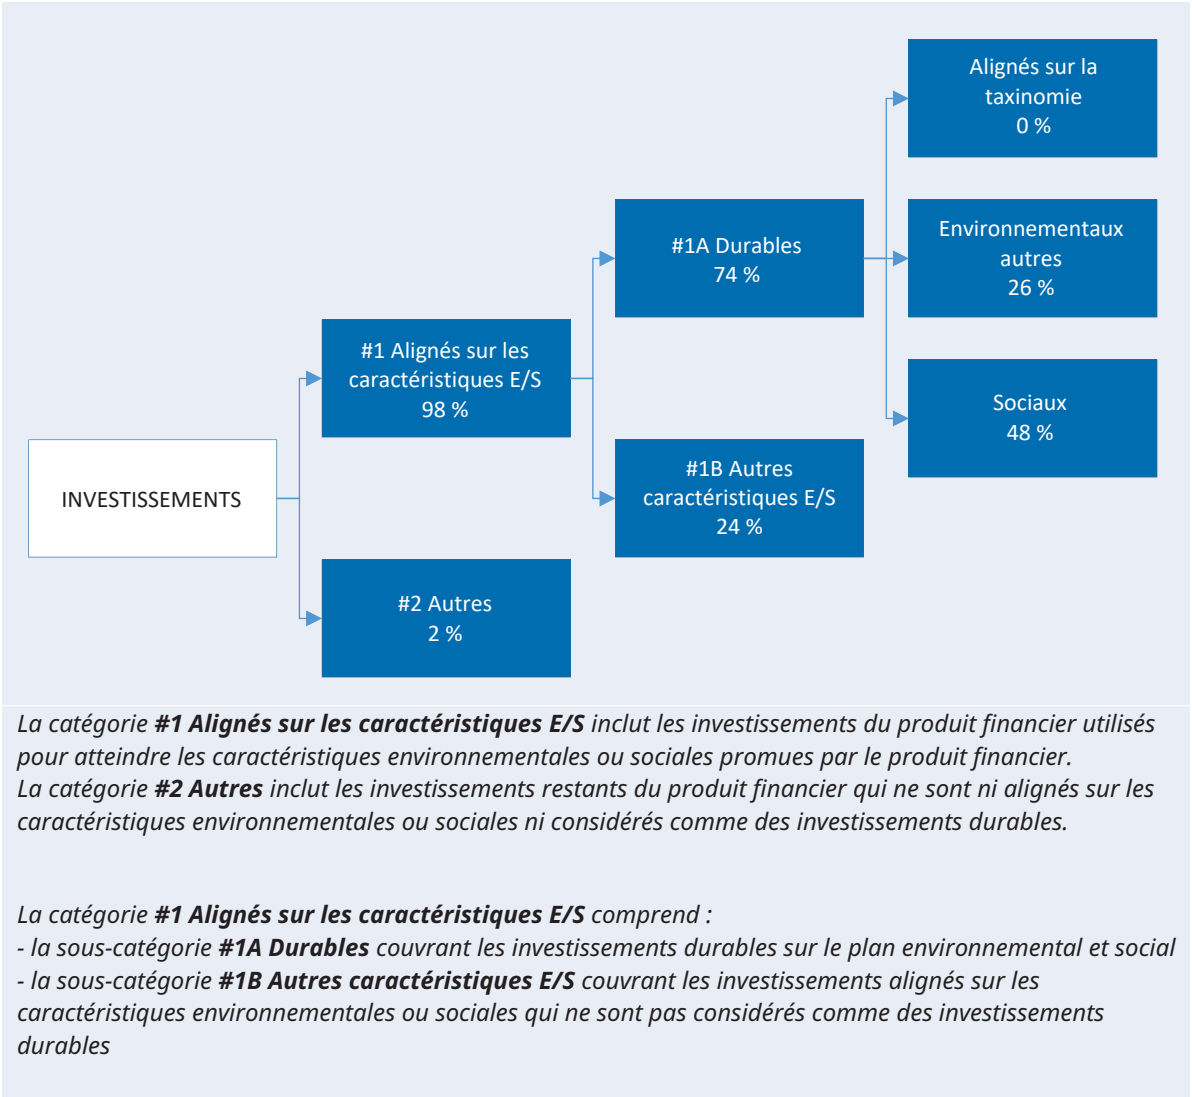 Alignés sur la
taxinomie
0 %
Environnementaux
autres
26 %
#1A Durables
74 %
Sociaux
48 %
#1 Alignés sur les
caractéristiques E/S
98 %
#1B Autres
caractéristiques E/S
24 %
INVESTISSEMENTS
#2 Autres
2 %
La catégorie #1 Alignés sur les caractéristiques E/S inclut les investissements du produit financier utilisés
pour atteindre les caractéristiques environnementales ou sociales promues par le produit financier.
La catégorie #2 Autres inclut les investissements restants du produit financier qui ne sont ni alignés sur les
caractéristiques environnementales ou sociales ni considérés comme des investissements durables.
La catégorie #1 Alignés sur les caractéristiques E/S comprend :
- la sous-catégorie #1A Durables couvrant les investissements durables sur le plan environnemental et social
- la sous-catégorie #1B Autres caractéristiques E/S couvrant les investissements alignés sur les
caractéristiques environnementales ou sociales qui ne sont pas considérés comme des investissements
durables